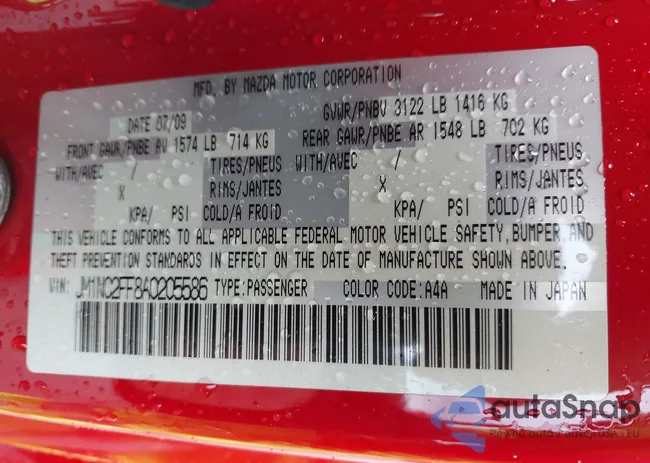 MFD. BY MAZDA MOTOR CORPORATION
DATE 07/09 GVWR/PNBV 3122 LB 1416 KG
FRONT GAWR/PNBE AV 1574 LB 714 KG REAR GAWR/PNBE AR 1548 LB 702 KG
WITH/AVEC / TIRES/PNEUS WITH/AVEC / TIRES/PNEUS
X RIMS/JANTES X RIMS/JANTES
KPA/ PSI COLD/A FROID KPA/ PSI COLD/A FROID
THIS VEHICLE CONFORMS TO ALL APPLICABLE FEDERAL MOTOR VEHICLE SAFETY, BUMPER, AND
THEFT PREVENTION STANDARDS IN EFFECT ON THE DATE OF MANUFACTURE SHOWN ABOVE.
VIN: JM1NC2FF8A0205586 TYPE:PASSENGER COLOR CODE:A4A MADE IN JAPAN
autoSnap